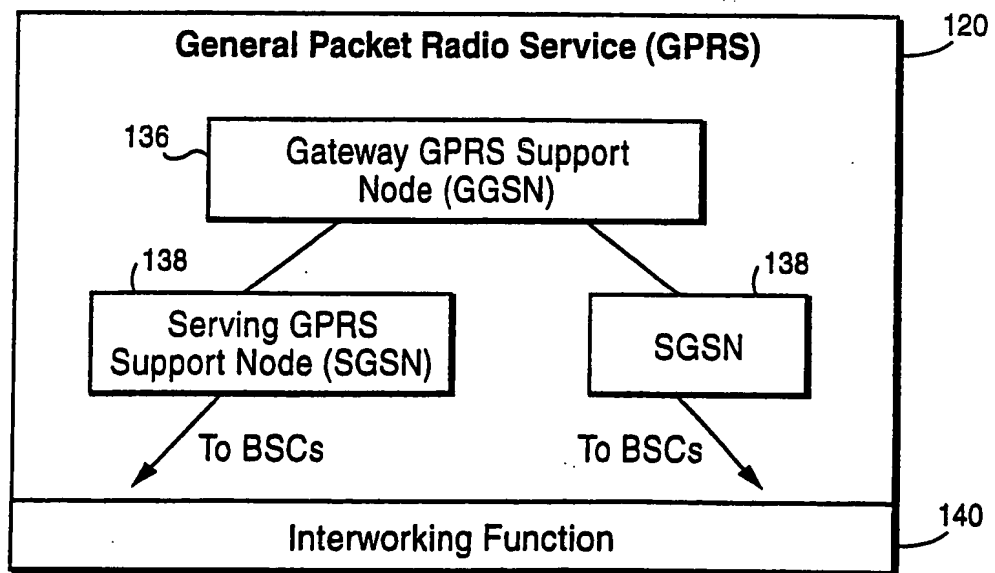 General Packet Radio Service (GPRS)
120
136
Gateway GPRS Support
Node (GGSN)
138
138
Serving GPRS
Support Node (SGSN)
SGSN
To BSCs
To BSCs
140
Interworking Function